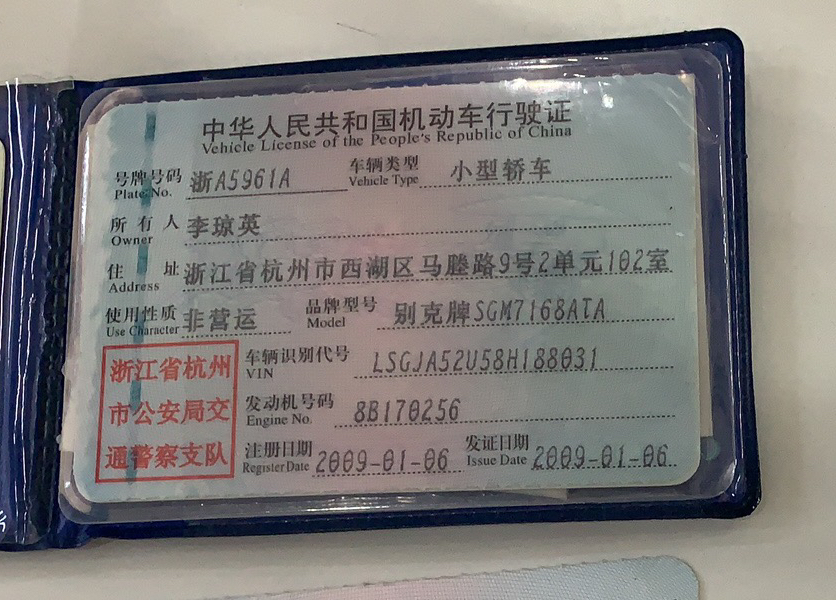 中华人民共和国机动车行驶证
Vehicle License of the People's Republic of China
号牌号码 浙A5961A 车辆类型 小型轿车
Plate No. Vehicle Type
所有人 李琼英
Owner
住址 浙江省杭州市西湖区马塍路9号2单元102室
Address
使用性质 非营运 品牌型号 别克牌SGM7168ATA
Use Character Model
浙江省杭州
市公安局交
通警察支队
车辆识别代号 LSGJA52U58H188031
VIN
发动机号码 8B170256
Engine No.
注册日期 2009-01-06 发证日期 2009-01-06
Register Date Issue Date